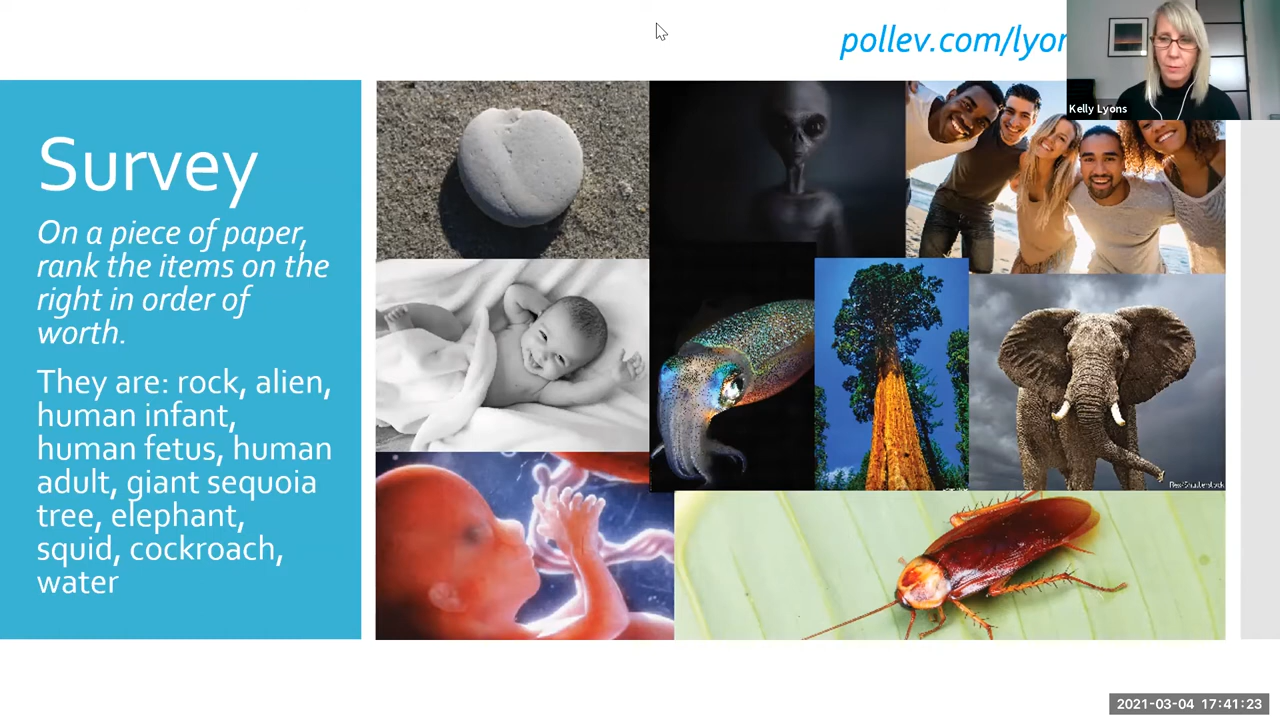 pollev.com/lyon
Kelly Lyons
Survey
On a piece of paper,
rank the items on the
right in order of
worth.
They are: rock, alien,
human infant,
human fetus, human
adult, giant sequoia
tree, elephant,
squid, cockroach,
water
2021-03-04 17:41:23